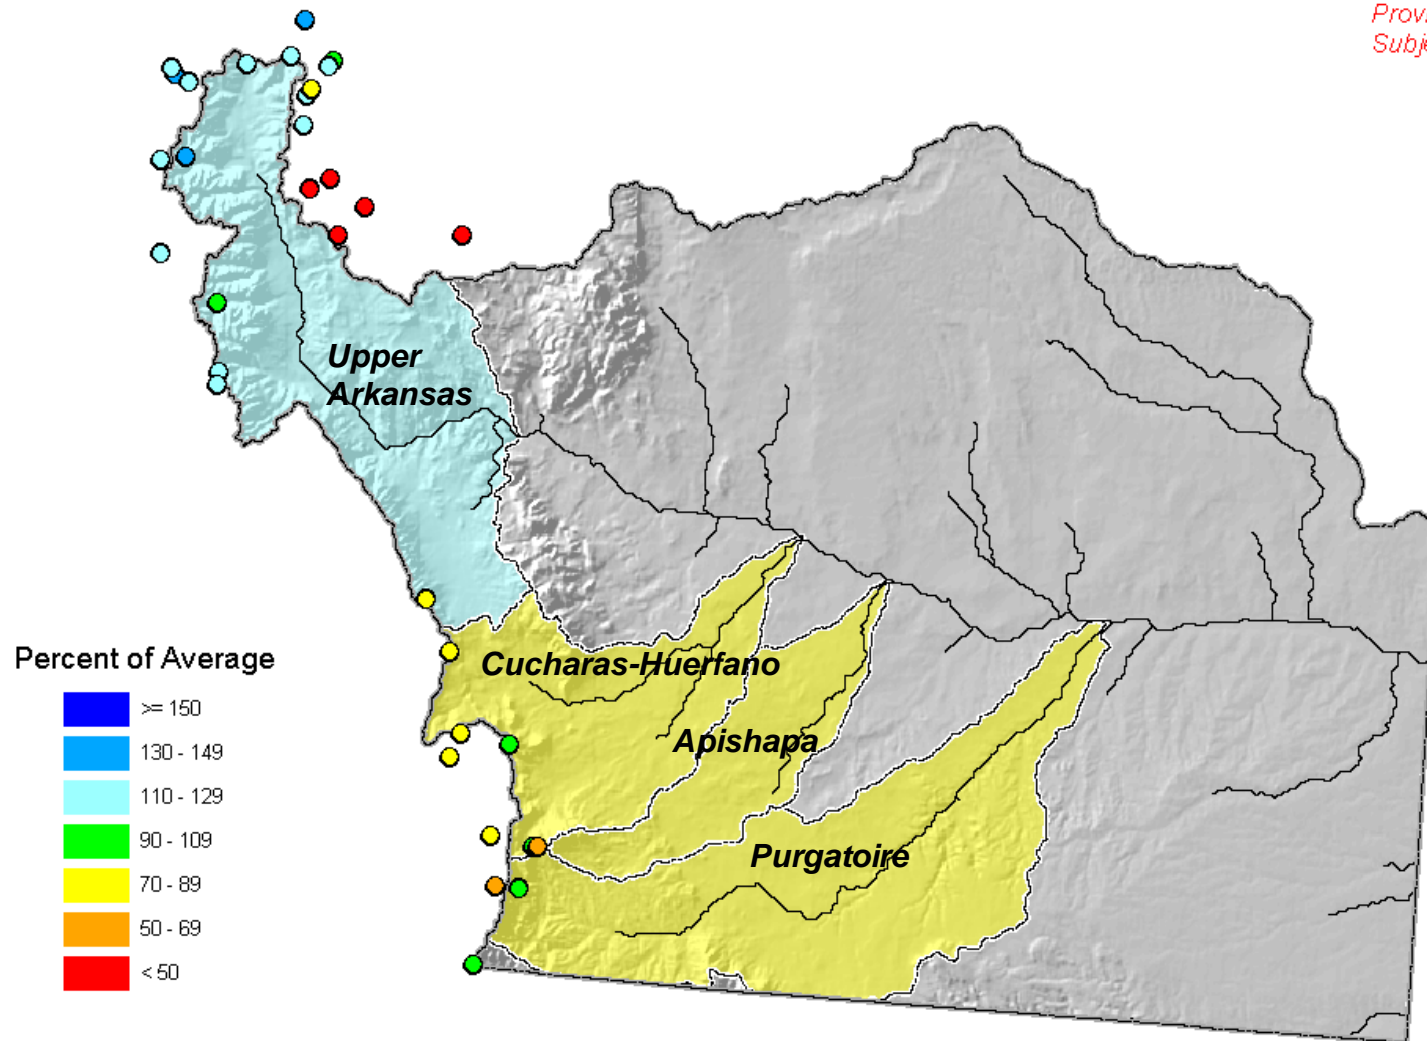 Upper
Arkansas
Cucharas-Huerfano
Apishapa
Purgatoire
Percent of Average
>= 150
130 - 149
110 - 129
90 - 109
70 - 89
50 - 69
< 50